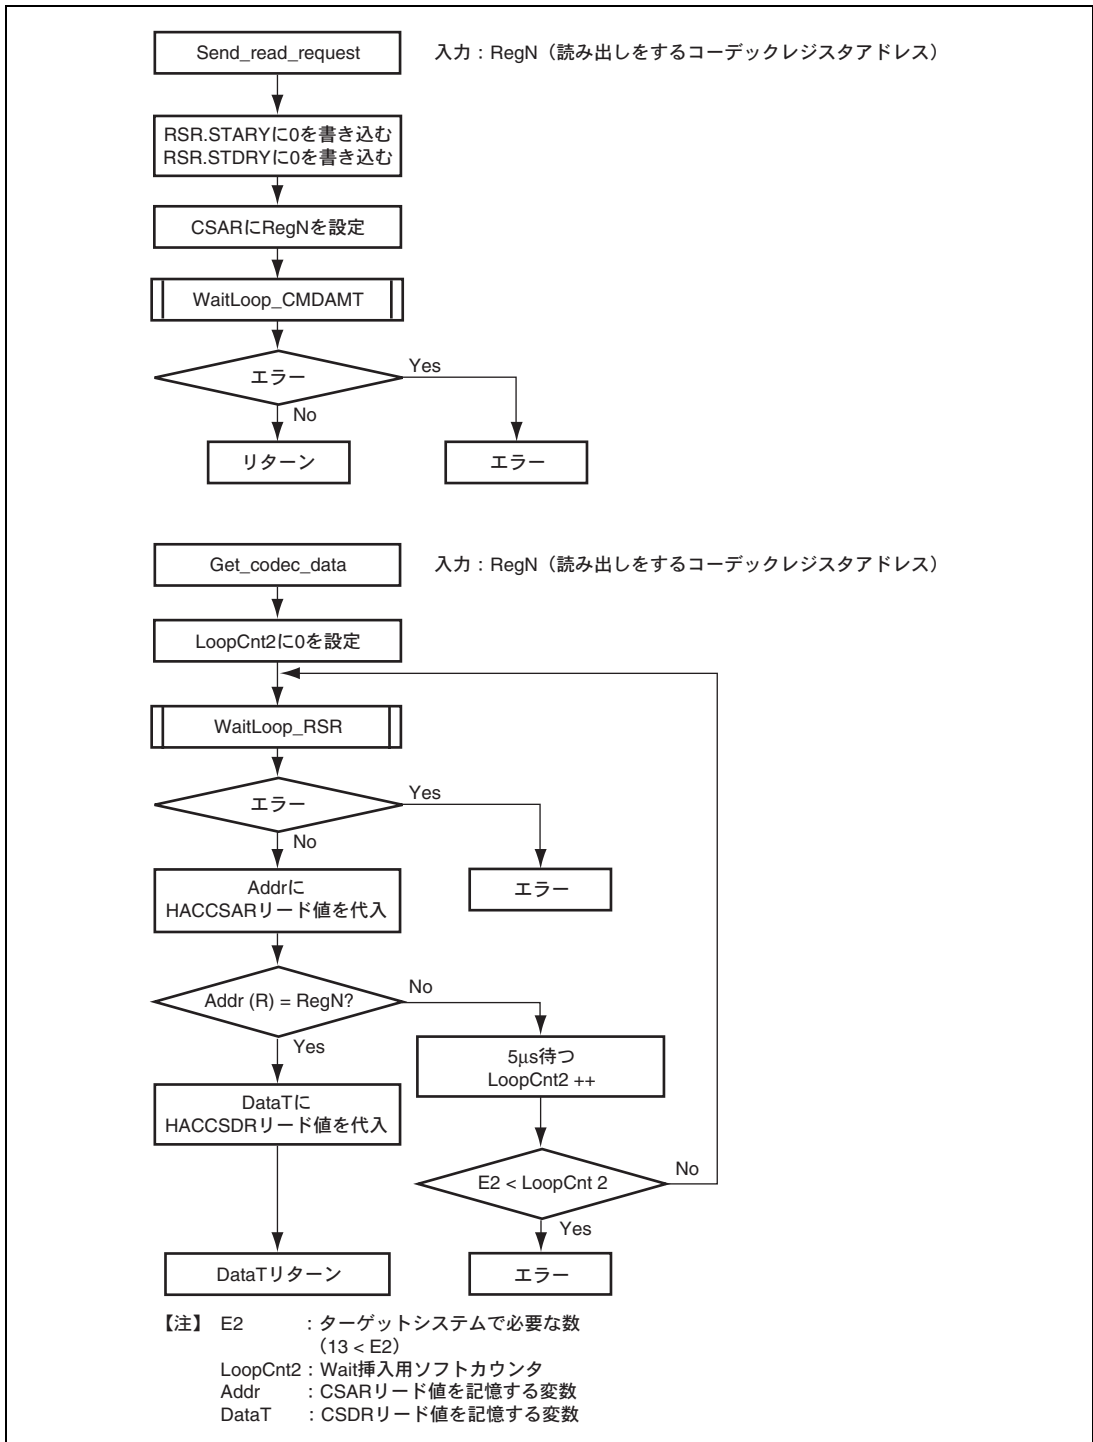 Send_read_request
入力：RegN（読み出しをするコーデックレジスタアドレス）
RSR.STARYに0を書き込む
RSR.STDRYに0を書き込む
CSARにRegNを設定
WaitLoop_CMDAMT
エラー
Yes
No
リターン
エラー
Get_codec_data
入力：RegN（読み出しをするコーデックレジスタアドレス）
LoopCnt2に0を設定
WaitLoop_RSR
エラー
Yes
No
エラー
Addrに
HACCSARリード値を代入
Addr (R) = RegN?
No
Yes
5μs待つ
LoopCnt2 ++
DataTに
HACCSDRリード値を代入
E2 < LoopCnt 2
No
Yes
DataTリターン
エラー
【注】 E2 ：ターゲットシステムで必要な数
（13 < E2）
LoopCnt2：Wait挿入用ソフトカウンタ
Addr ：CSARリード値を記憶する変数
DataT ：CSDRリード値を記憶する変数